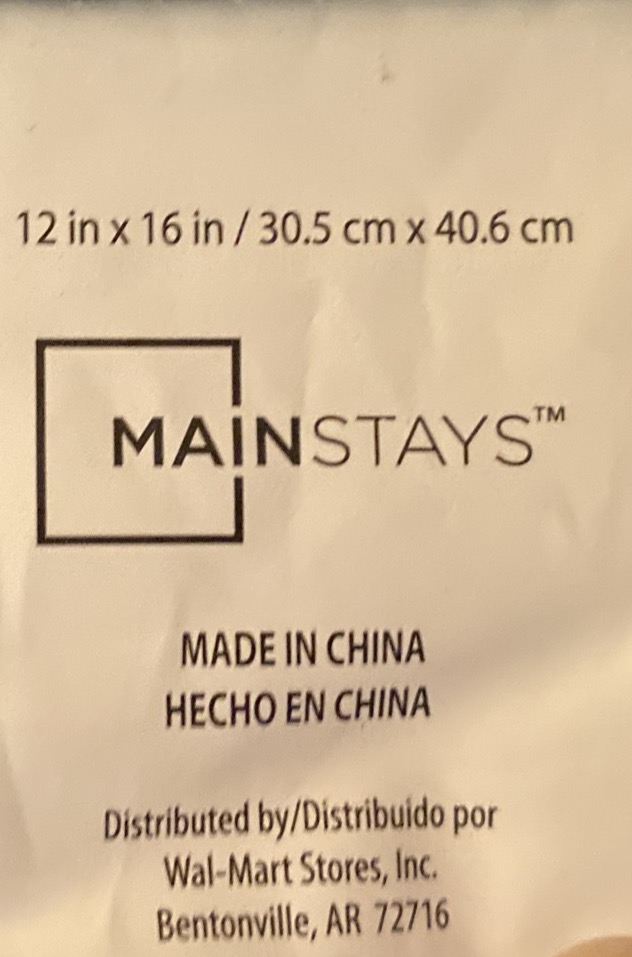 12 in x 16 in / 30.5 cm x 40.6 cm
MAINSTAYS™
MADE IN CHINA
HECHO EN CHINA
Distributed by/Distribuido por
Wal-Mart Stores, Inc.
Bentonville, AR 72716